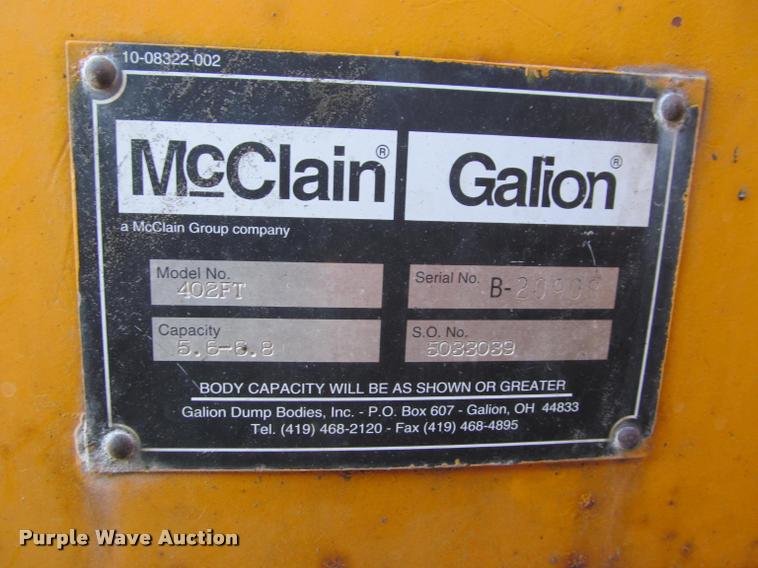 10-08322-002
McClain® Galion®
a McClain Group company
Model No. 402FT
Serial No. B-
Capacity 5.6-6.8
S.O. No. 5033039
BODY CAPACITY WILL BE AS SHOWN OR GREATER
Galion Dump Bodies, Inc. - P.O. Box 607 - Galion, OH 44833
Tel. (419) 468-2120 - Fax (419) 468-4895
Purple Wave Auction